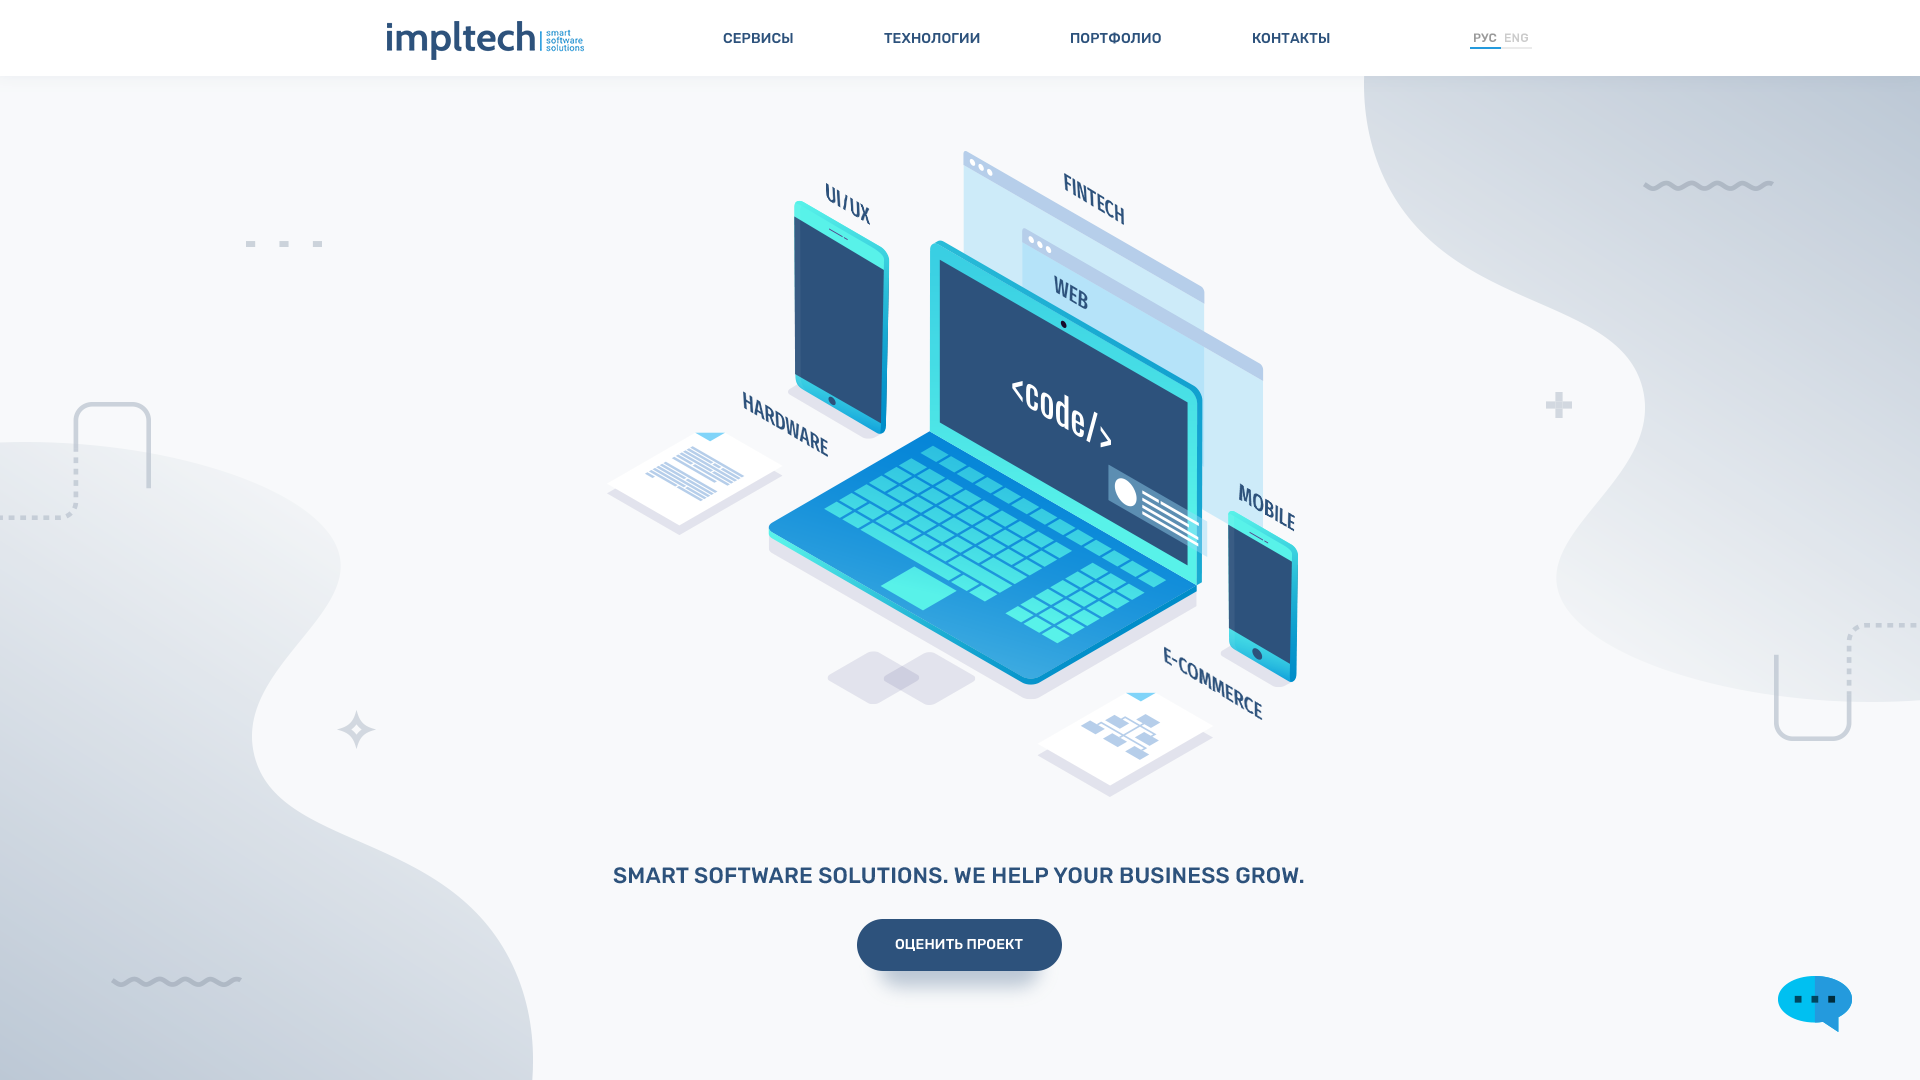 impltech
smart
software
solutions
СЕРВИСЫ
ТЕХНОЛОГИИ
ПОРТФОЛИО
КОНТАКТЫ
РУС ENG
UI/UX
FINTECH
WEB
<code/>
HARDWARE
MOBILE
E-COMMERCE
SMART SOFTWARE SOLUTIONS. WE HELP YOUR BUSINESS GROW.
ОЦЕНИТЬ ПРОЕКТ